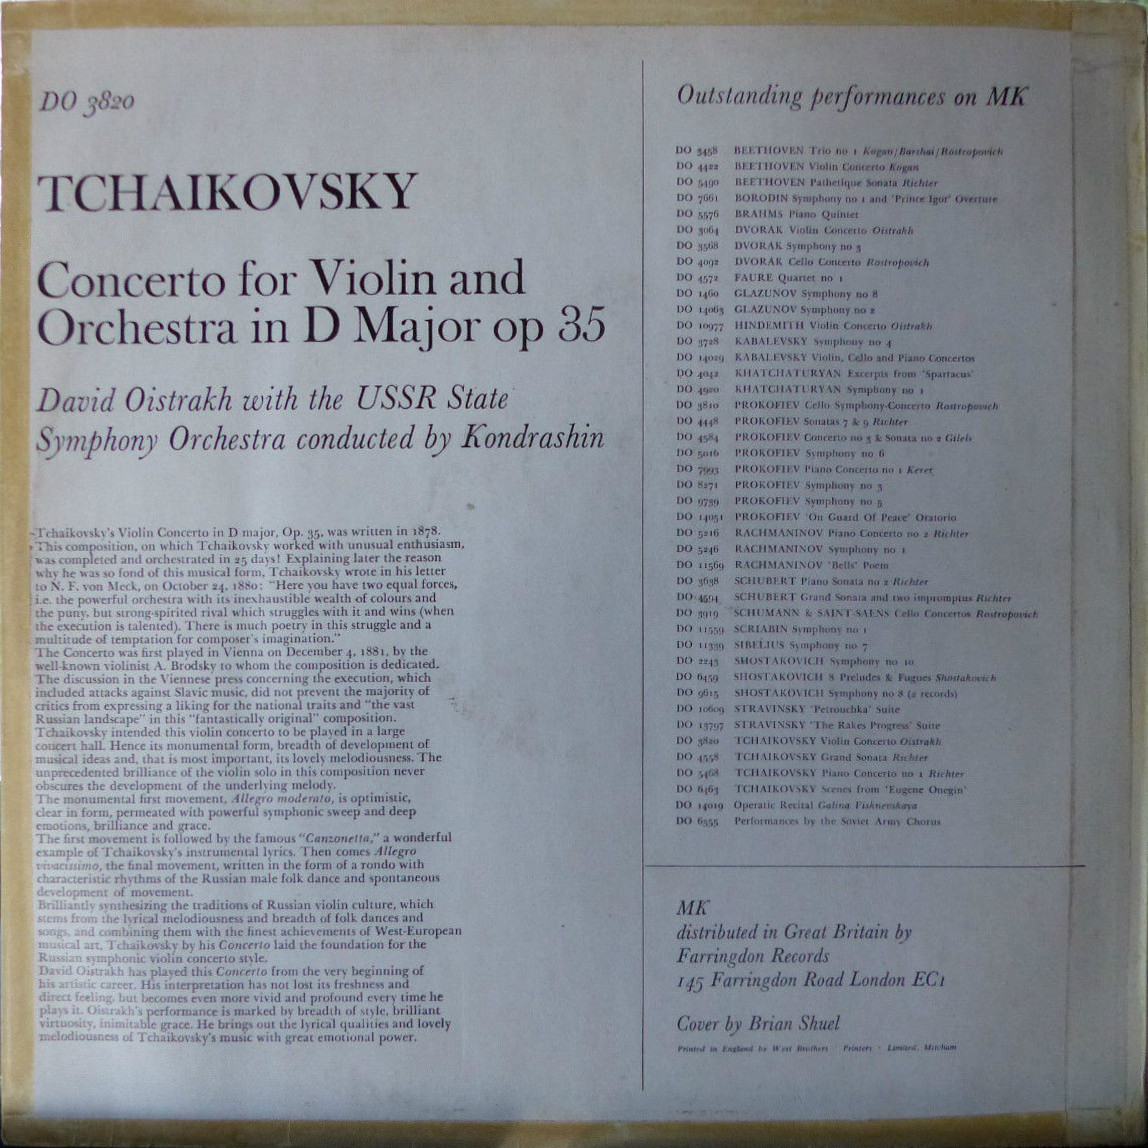 DO 3820
TCHAIKOVSKY
Concerto for Violin and
Orchestra in D Major op 35
David Oistrakh with the USSR State
Symphony Orchestra conducted by Kondrashin
Tchaikovsky's Violin Concerto in D major, Op. 35, was written in 1878.
This composition, on which Tchaikovsky worked with unusual enthusiasm,
was completed and orchestrated in 25 days! Explaining later the reason
why he was so fond of this musical form, Tchaikovsky wrote in his letter
to N. F. von Meck, on October 24, 1880: "Here you have two equal forces,
i.e. the powerful orchestra with its inexhaustible wealth of colours and
the puny, but strong-spirited rival which struggles with it and wins (when
the execution is talented). There is much poetry in this struggle and a
multitude of temptation for composer's imagination."
The Concerto was first played in Vienna on December 4, 1881, by the
well-known violinist A. Brodsky to whom the composition is dedicated.
The discussion in the Viennese press concerning the execution, which
included attacks against Slavic music, did not prevent the majority of
critics from expressing a liking for the national traits and "the vast
Russian landscape" in this "fantastically original" composition.
Tchaikovsky intended this violin concerto to be played in a large
concert hall. Hence its monumental form, breadth of development of
musical ideas and, that is most important, its lovely melodiousness. The
unprecedented brilliance of the violin solo in this composition never
obscures the development of the underlying melody.
The monumental first movement, Allegro moderato, is optimistic,
clear in form, permeated with powerful symphonic sweep and deep
emotions, brilliance and grace.
The first movement is followed by the famous "Canzonetta," a wonderful
example of Tchaikovsky's instrumental lyrics. Then comes Allegro
vivacissimo, the final movement, written in the form of a rondo with
characteristic rhythms of the Russian male folk dance and spontaneous
development of movement.
Brilliantly synthesizing the traditions of Russian violin culture, which
stems from the lyrical melodiousness and breadth of folk dances and
songs, and combining them with the finest achievements of West-European
musical art, Tchaikovsky by his Concerto laid the foundation for the
Russian symphonic violin concerto style.
David Oistrakh has played this Concerto from the very beginning of
his artistic career. His interpretation has not lost its freshness and
direct feeling, but becomes even more vivid and profound every time he
plays it. Oistrakh's performance is marked by breadth of style, brilliant
virtuosity, inimitable grace. He brings out the lyrical qualities and lovely
melodiousness of Tchaikovsky's music with great emotional power.
Outstanding performances on MK
DO 3458 BEETHOVEN Trio no 1 Kogan/Barshai/Rostropovich
DO 4422 BEETHOVEN Violin Concerto Kogan
DO 5490 BEETHOVEN Pathetique Sonata Richter
DO 7661 BORODIN Symphony no 1 and 'Prince Igor' Overture
DO 5576 BRAHMS Piano Quintet
DO 3064 DVORAK Violin Concerto Oistrakh
DO 3568 DVORAK Symphony no 3
DO 4092 DVORAK Cello Concerto Rostropovich
DO 4572 FAURE Quartet no 1
DO 1460 GLAZUNOV Symphony no 8
DO 14063 GLAZUNOV Symphony no 2
DO 10977 HINDEMITH Violin Concerto Oistrakh
DO 3728 KABALEVSKY Symphony no 4
DO 14029 KABALEVSKY Violin, Cello and Piano Concertos
DO 4042 KHATCHATURYAN Excerpts from 'Spartacus'
DO 4920 KHATCHATURYAN Symphony no 1
DO 3810 PROKOFIEV Cello Symphony-Concerto Rostropovich
DO 4448 PROKOFIEV Sonatas 7 & 9 Richter
DO 4584 PROKOFIEV Concerto no 3 & Sonata no 2 Gilels
DO 5016 PROKOFIEV Symphony no 6
DO 7993 PROKOFIEV Piano Concerto no 1 Keret
DO 8271 PROKOFIEV Symphony no 3
DO 9739 PROKOFIEV Symphony no 5
DO 14051 PROKOFIEV 'On Guard Of Peace' Oratorio
DO 5216 RACHMANINOV Piano Concerto no 2 Richter
DO 5246 RACHMANINOV Symphony no 1
DO 11569 RACHMANINOV 'Bells' Poem
DO 3638 SCHUBERT Piano Sonata no 2 Richter
DO 4594 SCHUBERT Grand Sonata and two impromptus Richter
DO 3919 SCHUMANN & SAINT-SAENS Cello Concertos Rostropovich
DO 11559 SCRIABIN Symphony no 1
DO 11339 SIBELIUS Symphony no 7
DO 2243 SHOSTAKOVICH Symphony no 10
DO 6459 SHOSTAKOVICH 8 Preludes & Fugues Shostakovich
DO 9615 SHOSTAKOVICH Symphony no 8 (2 records)
DO 10609 STRAVINSKY 'Petrouchka' Suite
DO 13797 STRAVINSKY 'The Rakes Progress' Suite
DO 3820 TCHAIKOVSKY Violin Concerto Oistrakh
DO 4558 TCHAIKOVSKY Grand Sonata Richter
DO 5468 TCHAIKOVSKY Piano Concerto no 1 Richter
DO 6463 TCHAIKOVSKY Scenes from 'Eugene Onegin'
DO 14019 Operatic Recital Galina Vishnevskaya
DO 6555 Performances by the Soviet Army Chorus
MK
distributed in Great Britain by
Farringdon Records
145 Farringdon Road London EC1
Cover by Brian Shuel
Printed in England by West Brothers · Printers · Limited, Mitcham